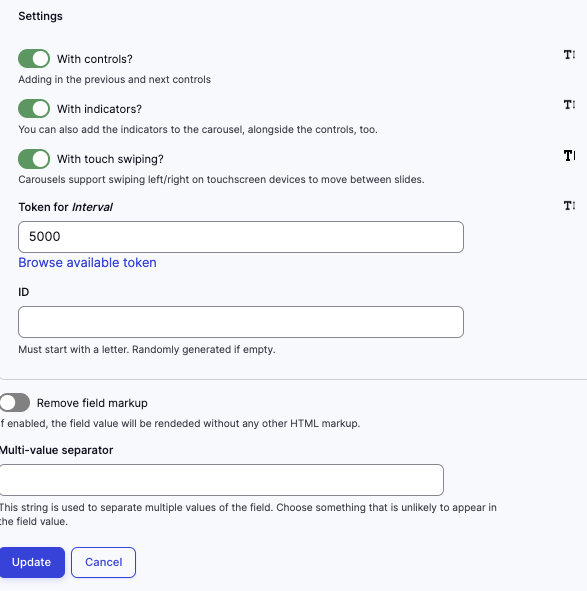 Settings
With controls?
Adding in the previous and next controls
With indicators?
You can also add the indicators to the carousel, alongside the controls, too.
With touch swiping?
Carousels support swiping left/right on touchscreen devices to move between slides.
Token for Interval
5000
Browse available token
ID
Must start with a letter. Randomly generated if empty.
Remove field markup
If enabled, the field value will be rendeded without any other HTML markup.
Multi-value separator
This string is used to separate multiple values of the field. Choose something that is unlikely to appear in
the field value.
Update
Cancel